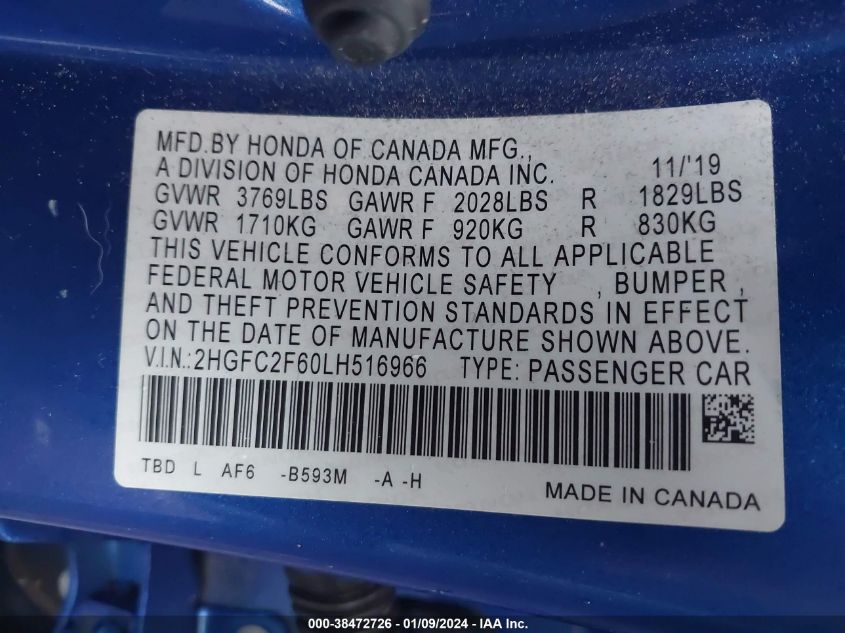 MFD.BY HONDA OF CANADA MFG.,
A DIVISION OF HONDA CANADA INC. 11/'19
GVWR 3769LBS GAWR F 2028LBS R 1829LBS
GVWR 1710KG GAWR F 920KG R 830KG
THIS VEHICLE CONFORMS TO ALL APPLICABLE
FEDERAL MOTOR VEHICLE SAFETY , BUMPER ,
AND THEFT PREVENTION STANDARDS IN EFFECT
ON THE DATE OF MANUFACTURE SHOWN ABOVE.
V.I.N.:2HGFC2F60LH516966 TYPE: PASSENGER CAR
TBD L AF6 -B593M -A -H
MADE IN CANADA
000-38472726 - 01/09/2024 - IAA Inc.